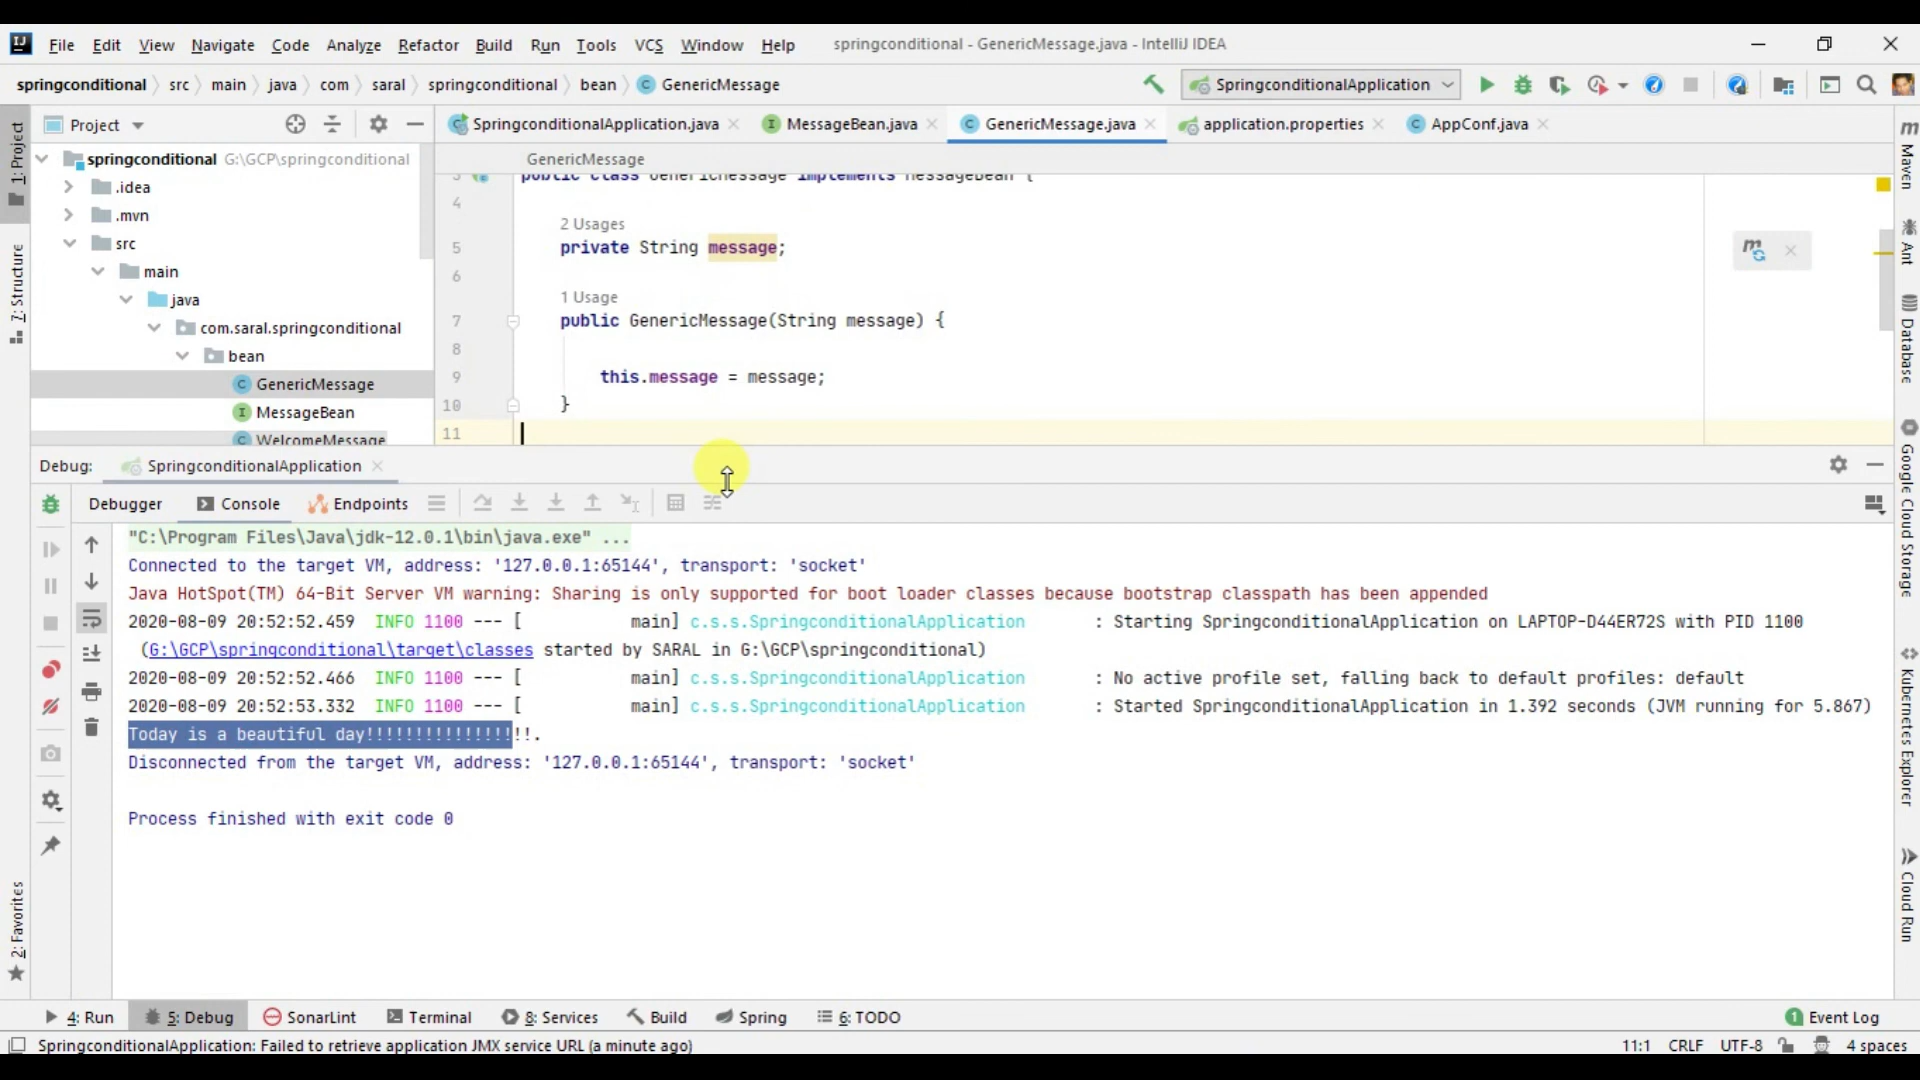 File Edit View Navigate Code Analyze Refactor Build Run Tools VCS Window Help springconditional - GenericMessage.java - IntelliJ IDEA
springconditional src main java com saral springconditional bean GenericMessage SpringconditionalApplication
Project SpringconditionalApplication.java MessageBean.java GenericMessage.java application.properties AppConf.java
GenericMessage
springconditional G:\GCP\springconditional
.idea
.mvn
src
main
java
com.saral.springconditional
bean
GenericMessage
MessageBean
WelcomeMessage
3 public class GenericMessage implements MessageBean {
4
2 Usages
5 private String message;
6
1 Usage
7 public GenericMessage(String message) {
8
9 this.message = message;
10 }
11
Debug: SpringconditionalApplication
Debugger Console Endpoints
"C:\Program Files\Java\jdk-12.0.1\bin\java.exe" ...
Connected to the target VM, address: '127.0.0.1:65144', transport: 'socket'
Java HotSpot(TM) 64-Bit Server VM warning: Sharing is only supported for boot loader classes because bootstrap classpath has been appended
2020-08-09 20:52:52.459 INFO 1100 --- [ main] c.s.s.SpringconditionalApplication : Starting SpringconditionalApplication on LAPTOP-D44ER72S with PID 1100
(G:\GCP\springconditional\target\classes started by SARAL in G:\GCP\springconditional)
2020-08-09 20:52:52.466 INFO 1100 --- [ main] c.s.s.SpringconditionalApplication : No active profile set, falling back to default profiles: default
2020-08-09 20:52:53.332 INFO 1100 --- [ main] c.s.s.SpringconditionalApplication : Started SpringconditionalApplication in 1.392 seconds (JVM running for 5.867)
Today is a beautiful day!!!!!!!!!!!!!!!!!.
Disconnected from the target VM, address: '127.0.0.1:65144', transport: 'socket'
Process finished with exit code 0
1: Project
7: Structure
2: Favorites
Maven
Ant
Database
Google Cloud Storage
Kubernetes Explorer
Cloud Run
4: Run 5: Debug SonarLint Terminal 8: Services Build Spring 6: TODO 1 Event Log
SpringconditionalApplication: Failed to retrieve application JMX service URL (a minute ago) 11:1 CRLF UTF-8 4 spaces